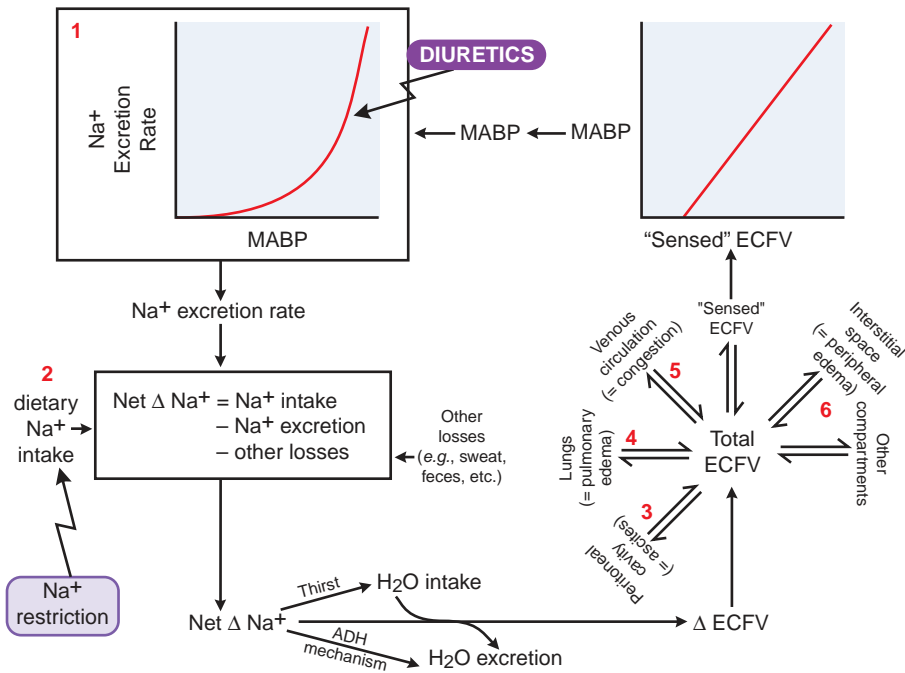 1
Na+
Excretion
Rate
MABP
DIURETICS
MABP
MABP
“Sensed” ECFV
Na+ excretion rate
2
dietary
Na+
intake
Net Δ Na+ = Na+ intake
– Na+ excretion
– other losses
Other
losses
(e.g., sweat,
feces, etc.)
Na+
restriction
Net Δ Na+
Thirst
H2O intake
ADH
mechanism
H2O excretion
Δ ECFV
Total
ECFV
"Sensed"
ECFV
3
Peritoneal
cavity
(= ascites)
4
Lungs
(= pulmonary
edema)
5
Venous
circulation
(= congestion)
6
Interstitial
space
(= peripheral
edema)
Other
compartments